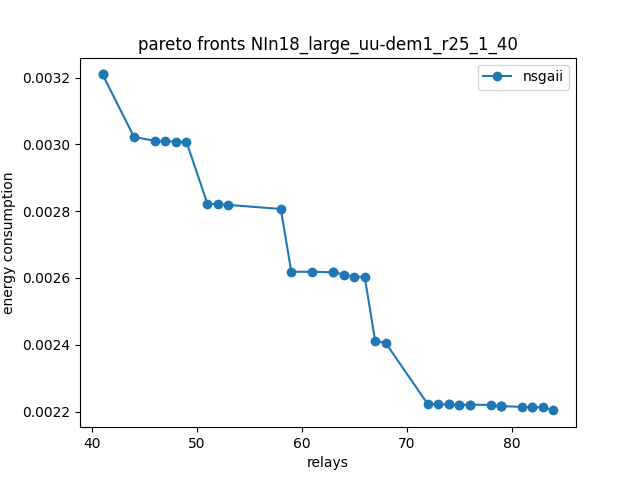 pareto fronts NIn18_large_uu-dem1_r25_1_40
nsgaii
energy consumption
0.0032
0.0030
0.0028
0.0026
0.0024
0.0022
40 50 60 70 80
relays